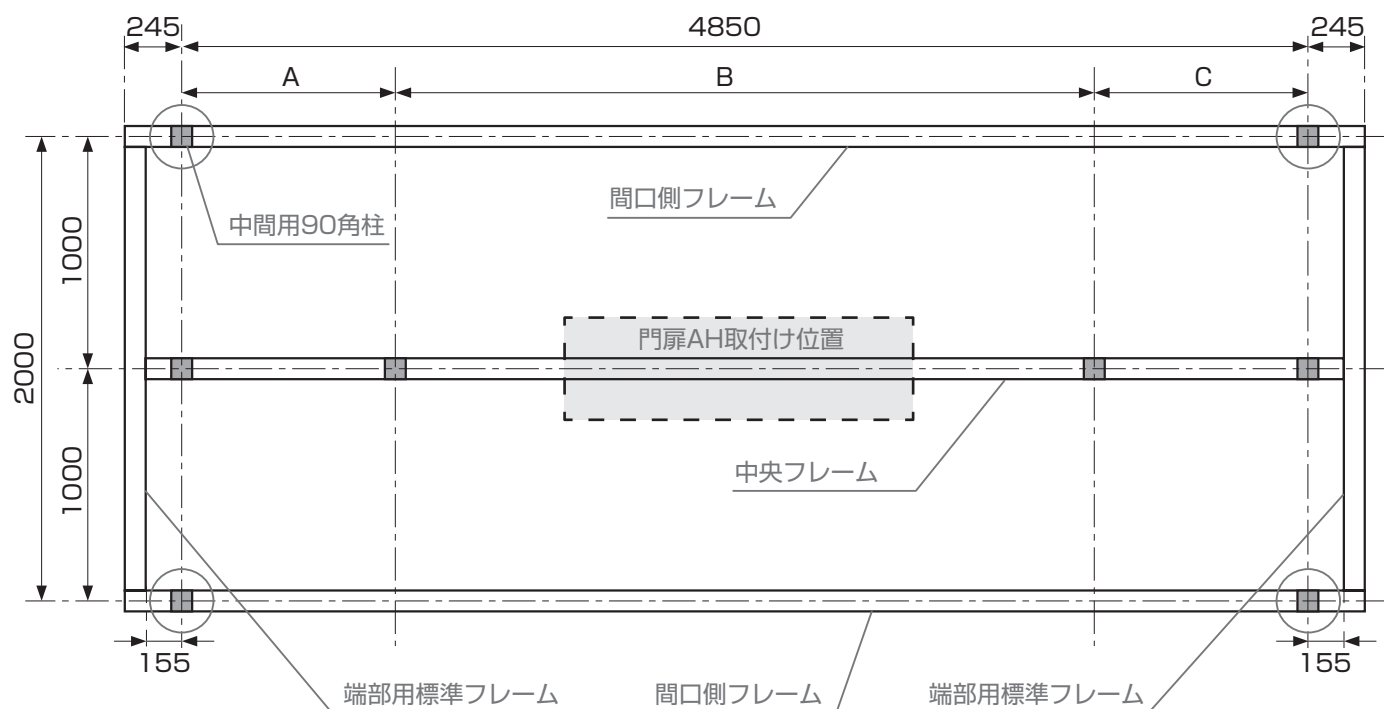 245
4850
245
A
B
C
間口側フレーム
中間用90角柱
1000
2000
門扉AH取付け位置
1000
中央フレーム
155
155
端部用標準フレーム
間口側フレーム
端部用標準フレーム